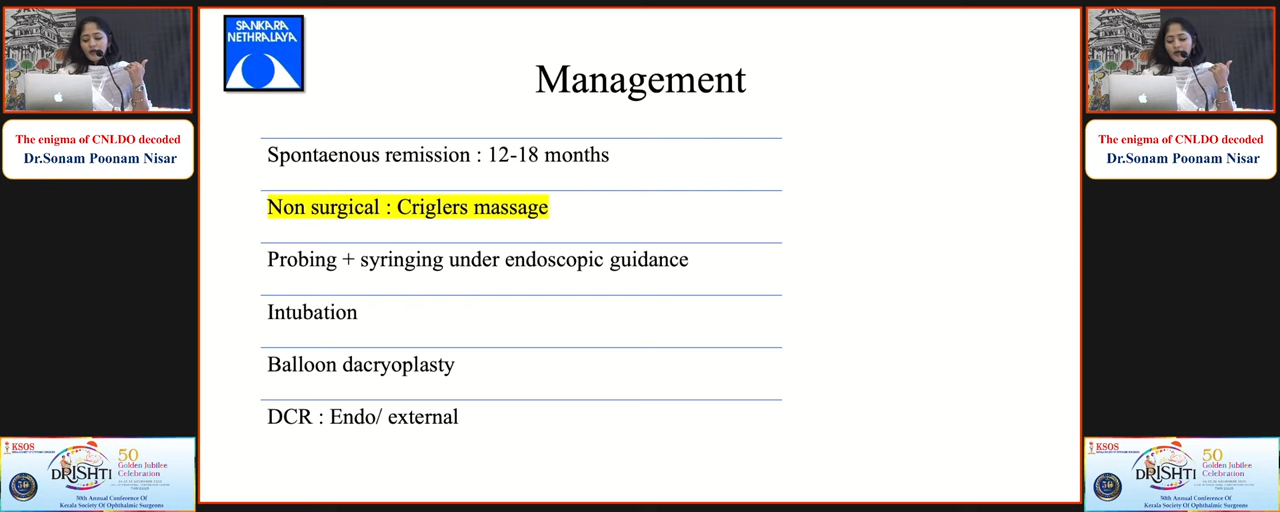 The enigma of CNLDO decoded
Dr.Sonam Poonam Nisar
KSOS
50
Golden Jubilee
Celebration
DRISHTI
50th Annual Conference Of
Kerala Society Of Ophthalmic Surgeons
SANKARA
NETHRALAYA
Management
Spontaenous remission : 12-18 months
Non surgical : Criglers massage
Probing + syringing under endoscopic guidance
Intubation
Balloon dacryoplasty
DCR : Endo/ external
The enigma of CNLDO decoded
Dr.Sonam Poonam Nisar
KSOS
50
Golden Jubilee
Celebration
DRISHTI
50th Annual Conference Of
Kerala Society Of Ophthalmic Surgeons